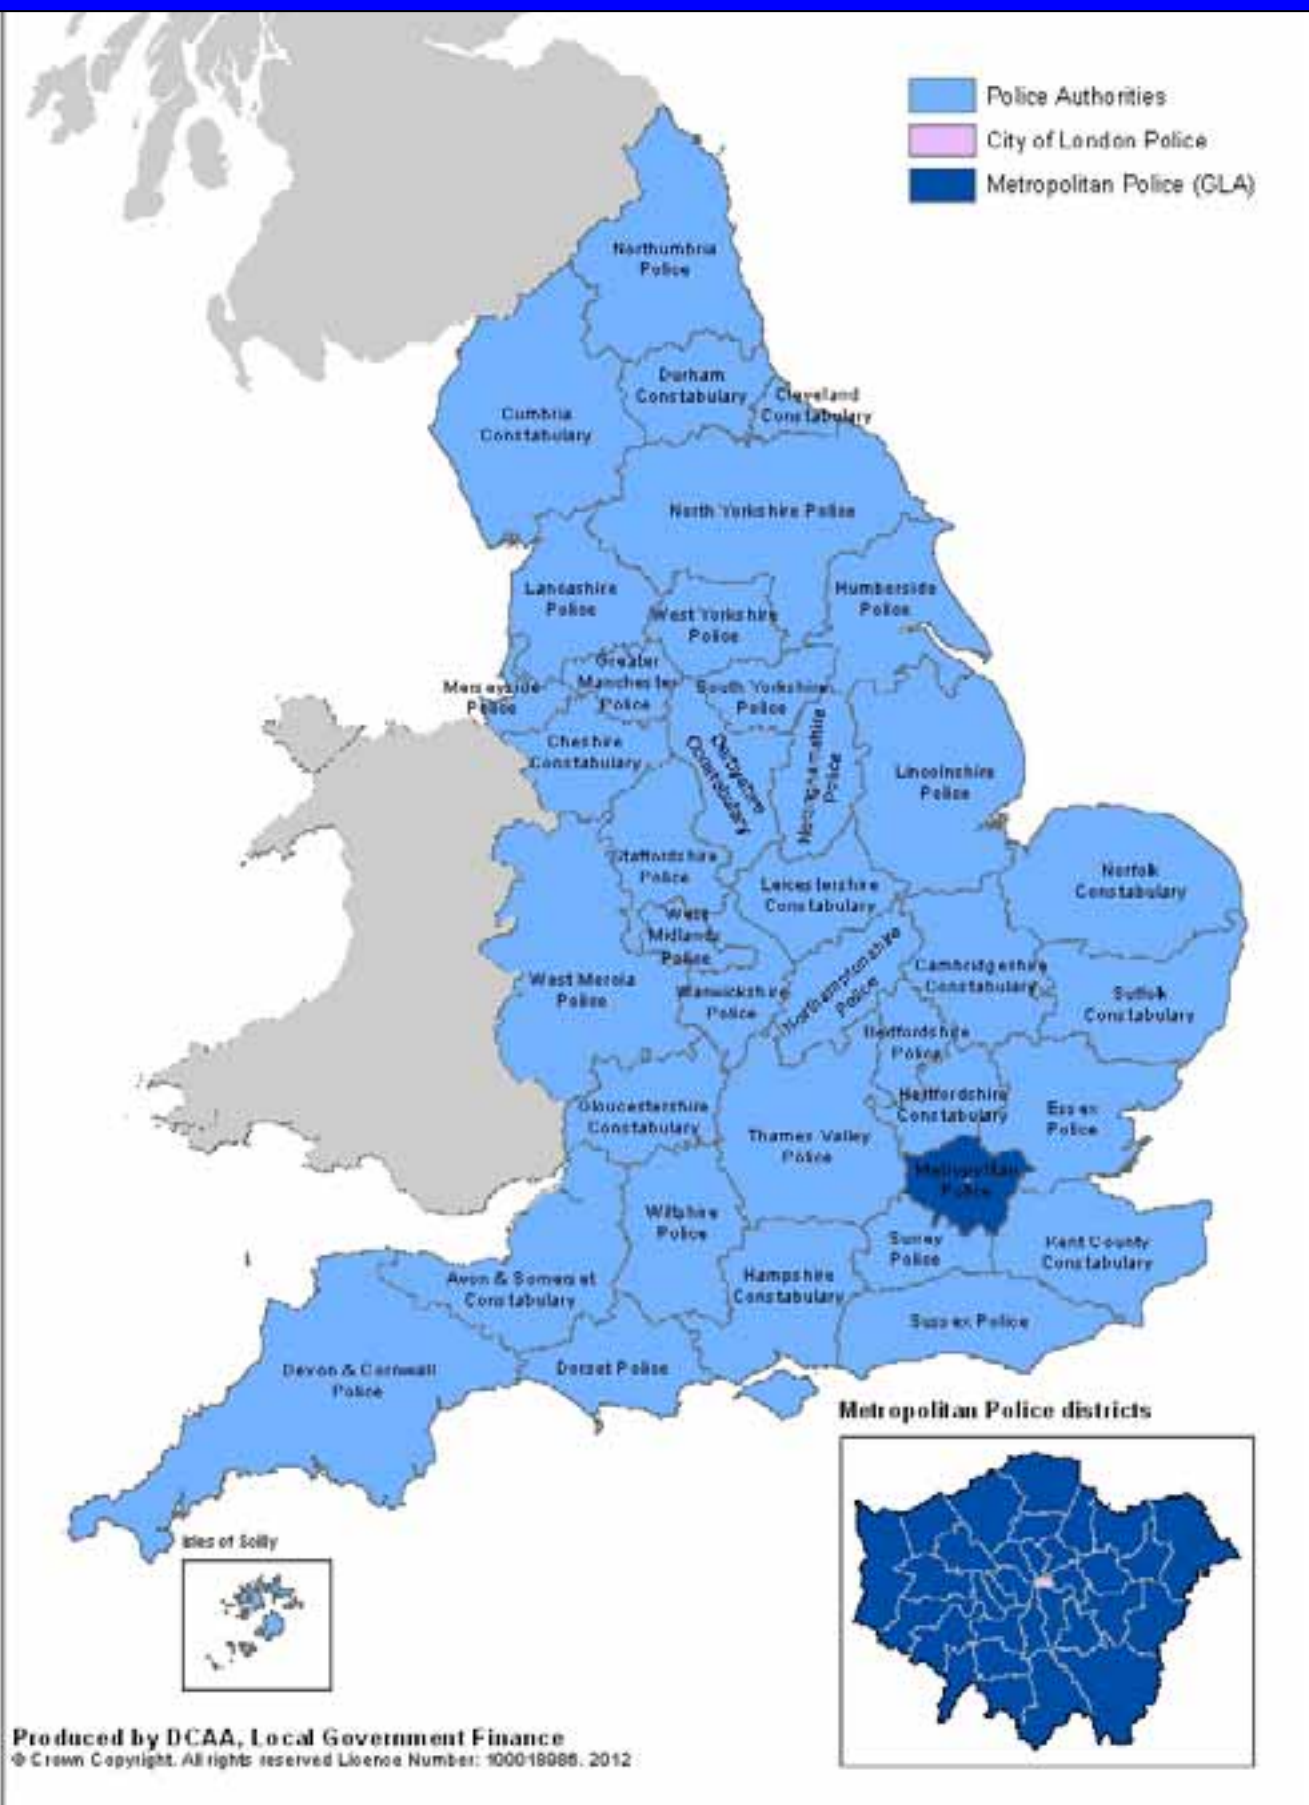 Police Authorities
City of London Police
Metropolitan Police (GLA)
Northumbria
Police
Durham
Constabulary
Cleveland
Constabulary
Cumbria
Constabulary
North Yorkshire Police
Lancashire
Police
Humberside
Police
West Yorkshire
Police
Greater
Manchester
Police
Merseyside
Police
South Yorkshire
Police
Cheshire
Constabulary
Derbyshire
Constabulary
Nottinghamshire
Police
Lincolnshire
Police
Staffordshire
Police
Leicestershire
Constabulary
Norfolk
Constabulary
West
Midlands
Police
West Mercia
Police
Warwickshire
Police
Northamptonshire
Police
Cambridgeshire
Constabulary
Suffolk
Constabulary
Bedfordshire
Police
Hertfordshire
Constabulary
Essex
Police
Gloucestershire
Constabulary
Thames Valley
Police
Metropolitan
Police
Wiltshire
Police
Surrey
Police
Kent County
Constabulary
Avon & Somerset
Constabulary
Hampshire
Constabulary
Sussex Police
Devon & Cornwall
Police
Dorset Police
Metropolitan Police districts
Isles of Scilly
Produced by DCAA, Local Government Finance
© Crown Copyright. All rights reserved Licence Number: 100018986. 2012